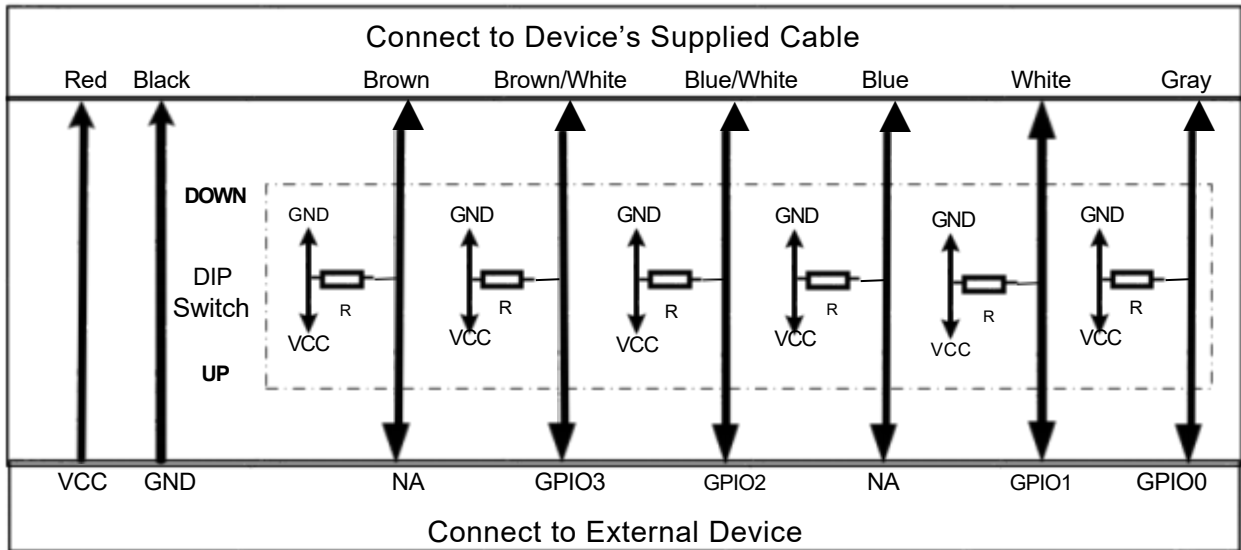 Connect to Device's Supplied Cable
Red Black Brown Brown/White Blue/White Blue White Gray
DOWN
GND GND GND GND GND GND
DIP
Switch
R R R R R R
VCC VCC VCC VCC VCC VCC
UP
VCC GND NA GPIO3 GPIO2 NA GPIO1 GPIO0
Connect to External Device